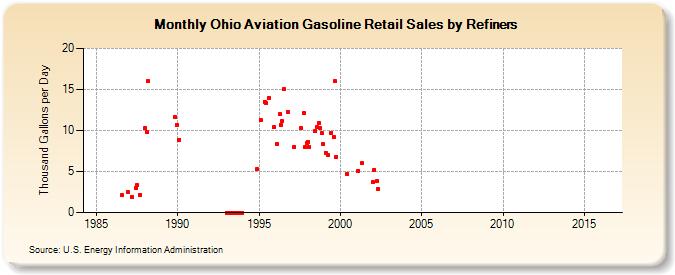 Monthly Ohio Aviation Gasoline Retail Sales by Refiners
Thousand Gallons per Day
20
15
10
5
0
1985 1990 1995 2000 2005 2010 2015
Source: U.S. Energy Information Administration